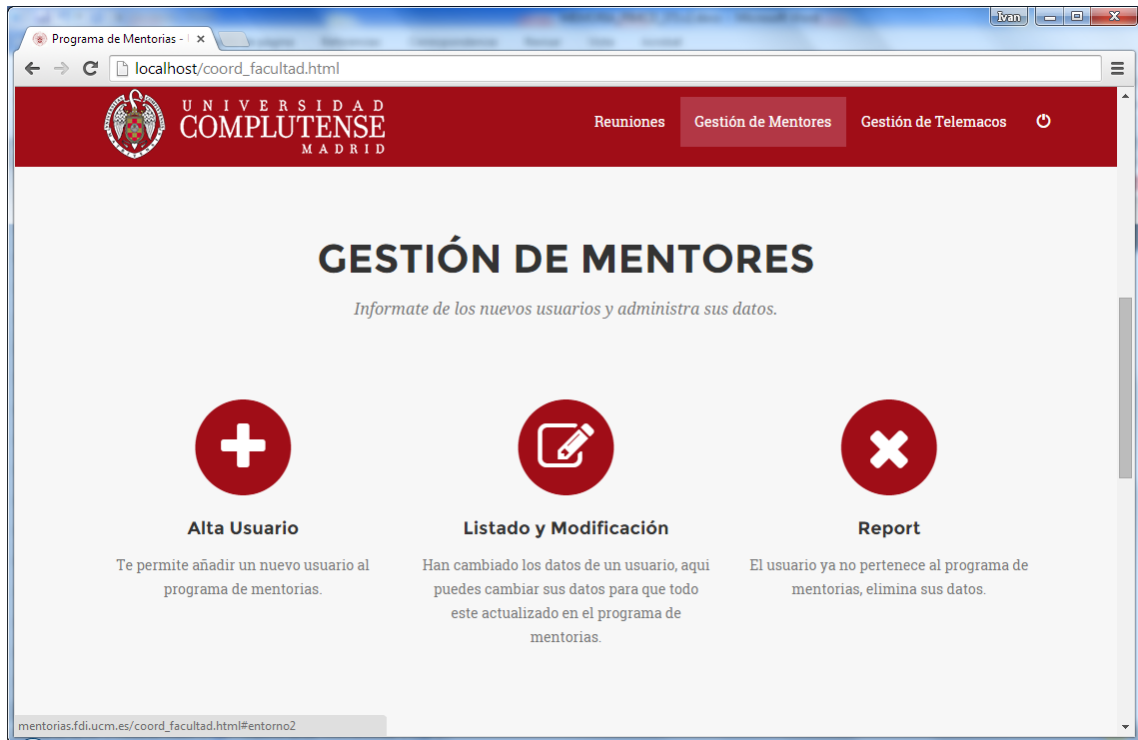 Ivan
Programa de Mentorias -
localhost/coord_facultad.html
UNIVERSIDAD
COMPLUTENSE
MADRID
Reuniones Gestión de Mentores Gestión de Telemacos
GESTIÓN DE MENTORES
Informate de los nuevos usuarios y administra sus datos.
Alta Usuario
Te permite añadir un nuevo usuario al
programa de mentorias.
Listado y Modificación
Han cambiado los datos de un usuario, aqui
puedes cambiar sus datos para que todo
este actualizado en el programa de
mentorias.
Report
El usuario ya no pertenece al programa de
mentorias, elimina sus datos.
mentorias.fdi.ucm.es/coord_facultad.html#entorno2